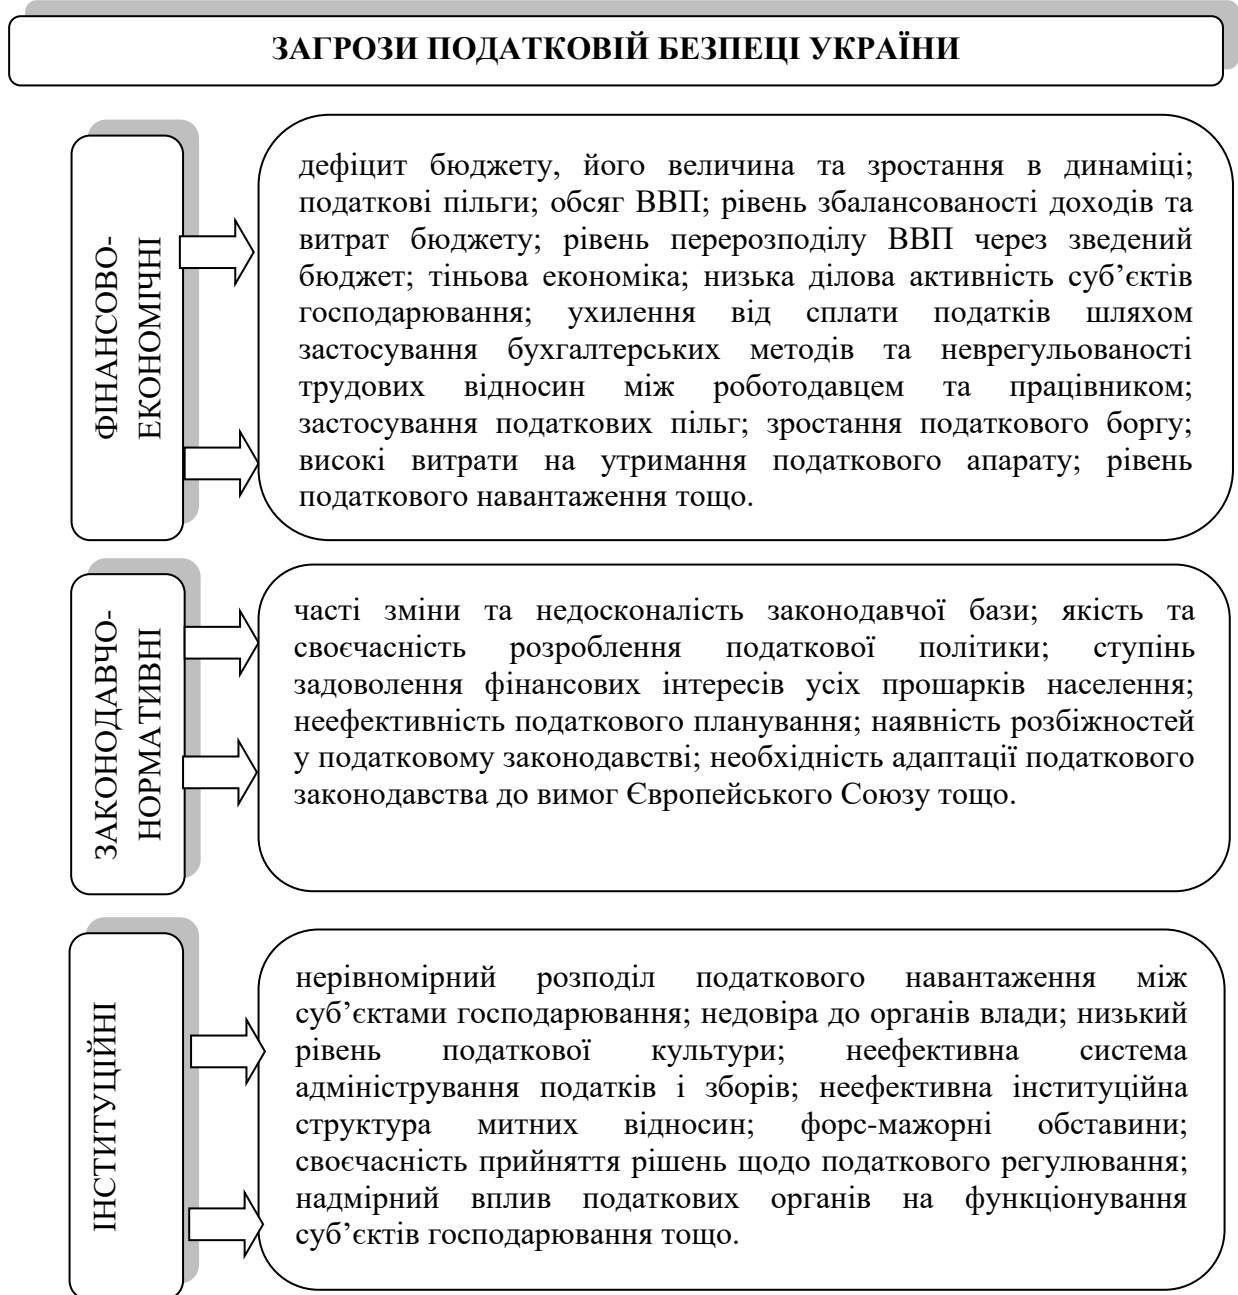 ЗАГРОЗИ ПОДАТКОВІЙ БЕЗПЕЦІ УКРАЇНИ
ФІНАНСОВО-
ЕКОНОМІЧНІ
дефіцит бюджету, його величина та зростання в динаміці;
податкові пільги; обсяг ВВП; рівень збалансованості доходів та
витрат бюджету; рівень перерозподілу ВВП через зведений
бюджет; тіньова економіка; низька ділова активність суб’єктів
господарювання; ухилення від сплати податків шляхом
застосування бухгалтерських методів та неврегульованості
трудових відносин між роботодавцем та працівником;
застосування податкових пільг; зростання податкового боргу;
високі витрати на утримання податкового апарату; рівень
податкового навантаження тощо.
ЗАКОНОДАВЧО-
НОРМАТИВНІ
часті зміни та недосконалість законодавчої бази; якість та
своєчасність розроблення податкової політики; ступінь
задоволення фінансових інтересів усіх прошарків населення;
неефективність податкового планування; наявність розбіжностей
у податковому законодавстві; необхідність адаптації податкового
законодавства до вимог Європейського Союзу тощо.
ІНСТИТУЦІЙНІ
нерівномірний розподіл податкового навантаження між
суб’єктами господарювання; недовіра до органів влади; низький
рівень податкової культури; неефективна система
адміністрування податків і зборів; неефективна інституційна
структура митних відносин; форс-мажорні обставини;
своєчасність прийняття рішень щодо податкового регулювання;
надмірний вплив податкових органів на функціонування
суб’єктів господарювання тощо.